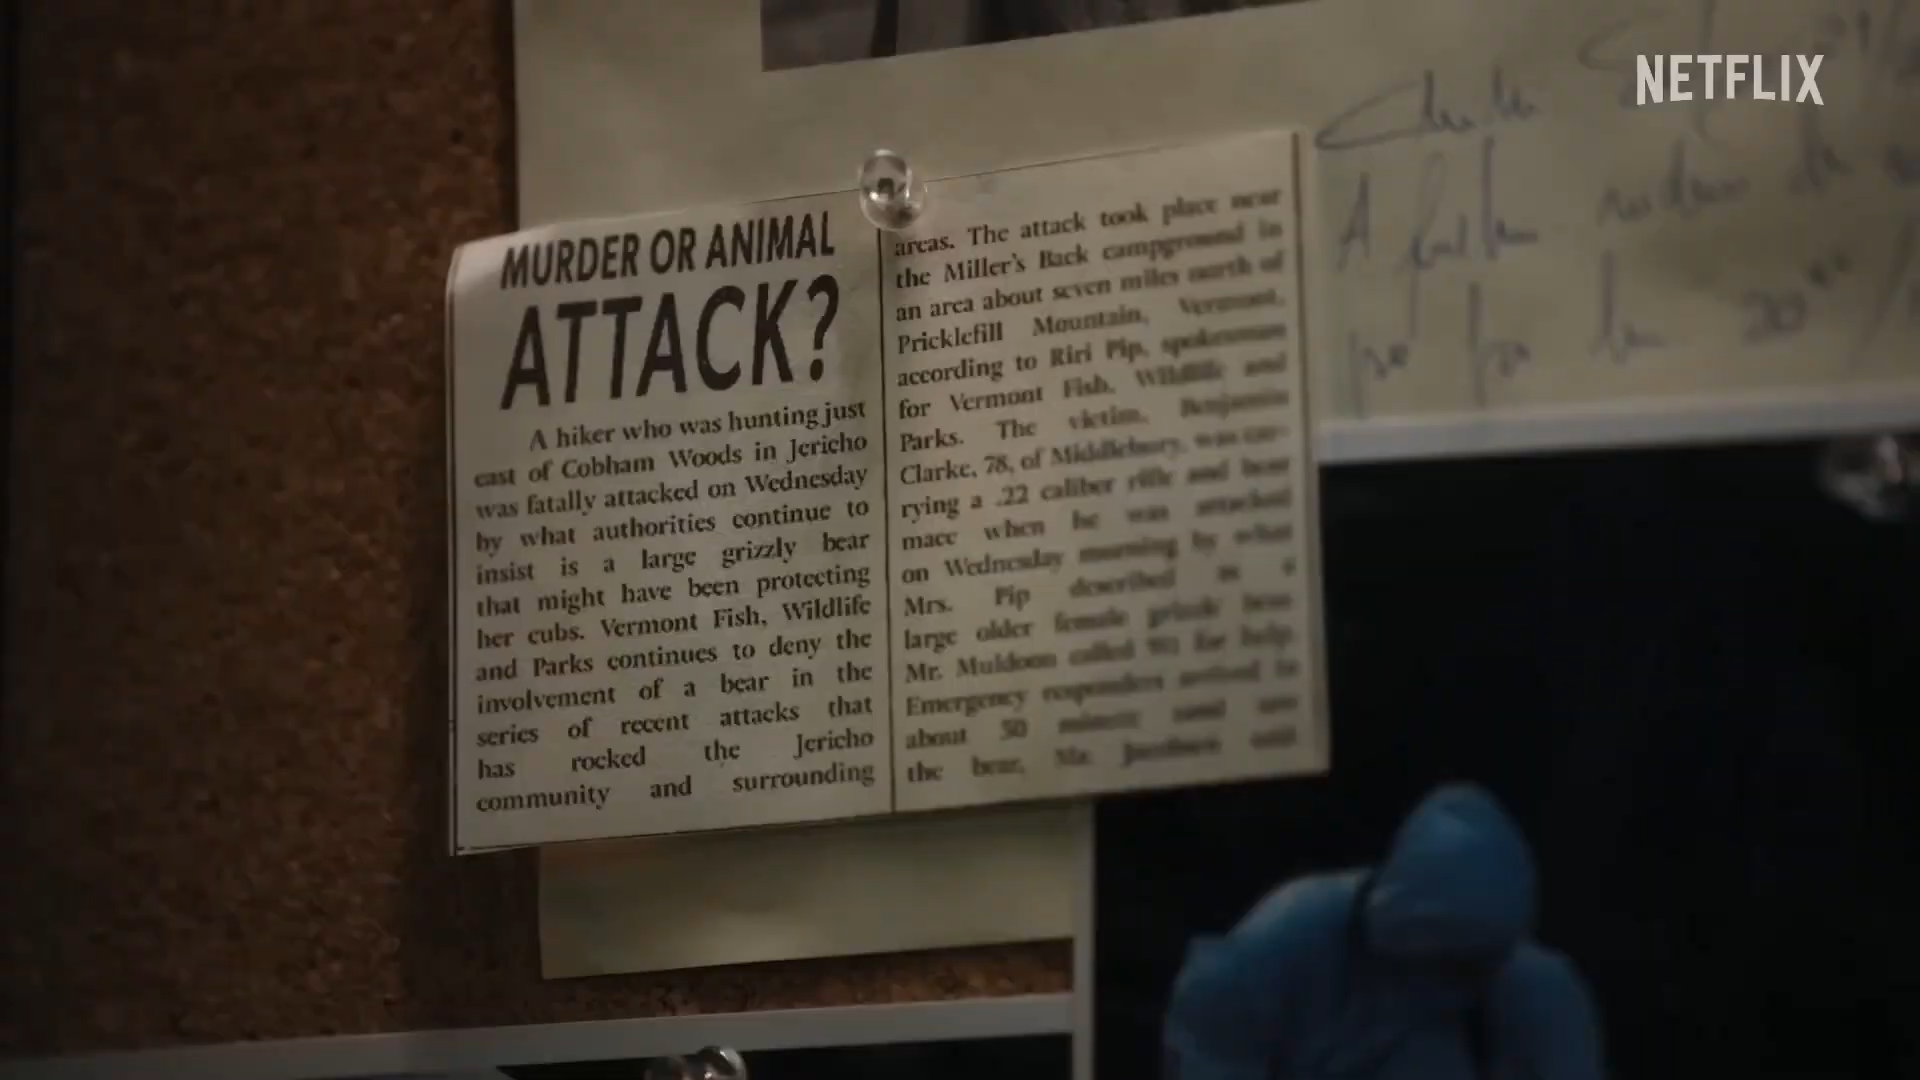 NETFLIX
MURDER OR ANIMAL
ATTACK?
A hiker who was hunting just
east of Cobham Woods in Jericho
was fatally attacked on Wednesday
by what authorities continue to
insist is a large grizzly bear
that might have been protecting
her cubs. Vermont Fish, Wildlife
and Parks continues to deny the
involvement of a bear in the
series of recent attacks that
has rocked the Jericho
community and surrounding
areas. The attack took place near
the Miller's Back campground in
an area about seven miles north of
Pricklefill Mountain, Vermont,
according to Riri Pip, spokesman
for Vermont Fish, Wildlife and
Parks. The victim, Benjamin
Clarke, 78, of Middlebury, was car-
rying a .22 caliber rifle and bear
mace when he was attacked
on Wednesday morning by what
Mrs. Pip described as a
large older female grizzly bear.
Mr. Muldoon called 911 for help.
Emergency responders arrived in
about 50
the bear, Mr.